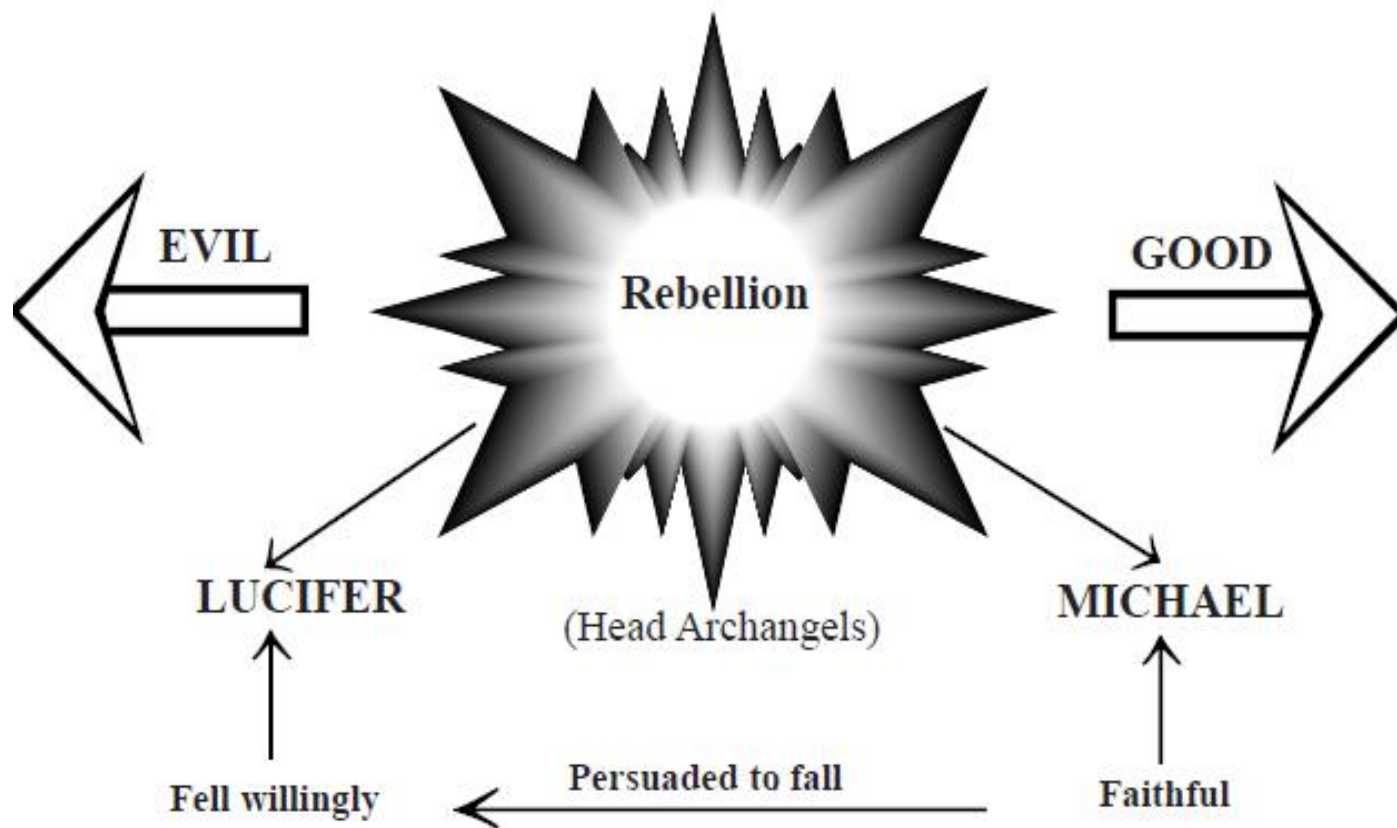 EVIL
GOOD
Rebellion
LUCIFER
(Head Archangels)
MICHAEL
Persuaded to fall
Fell willingly
Faithful